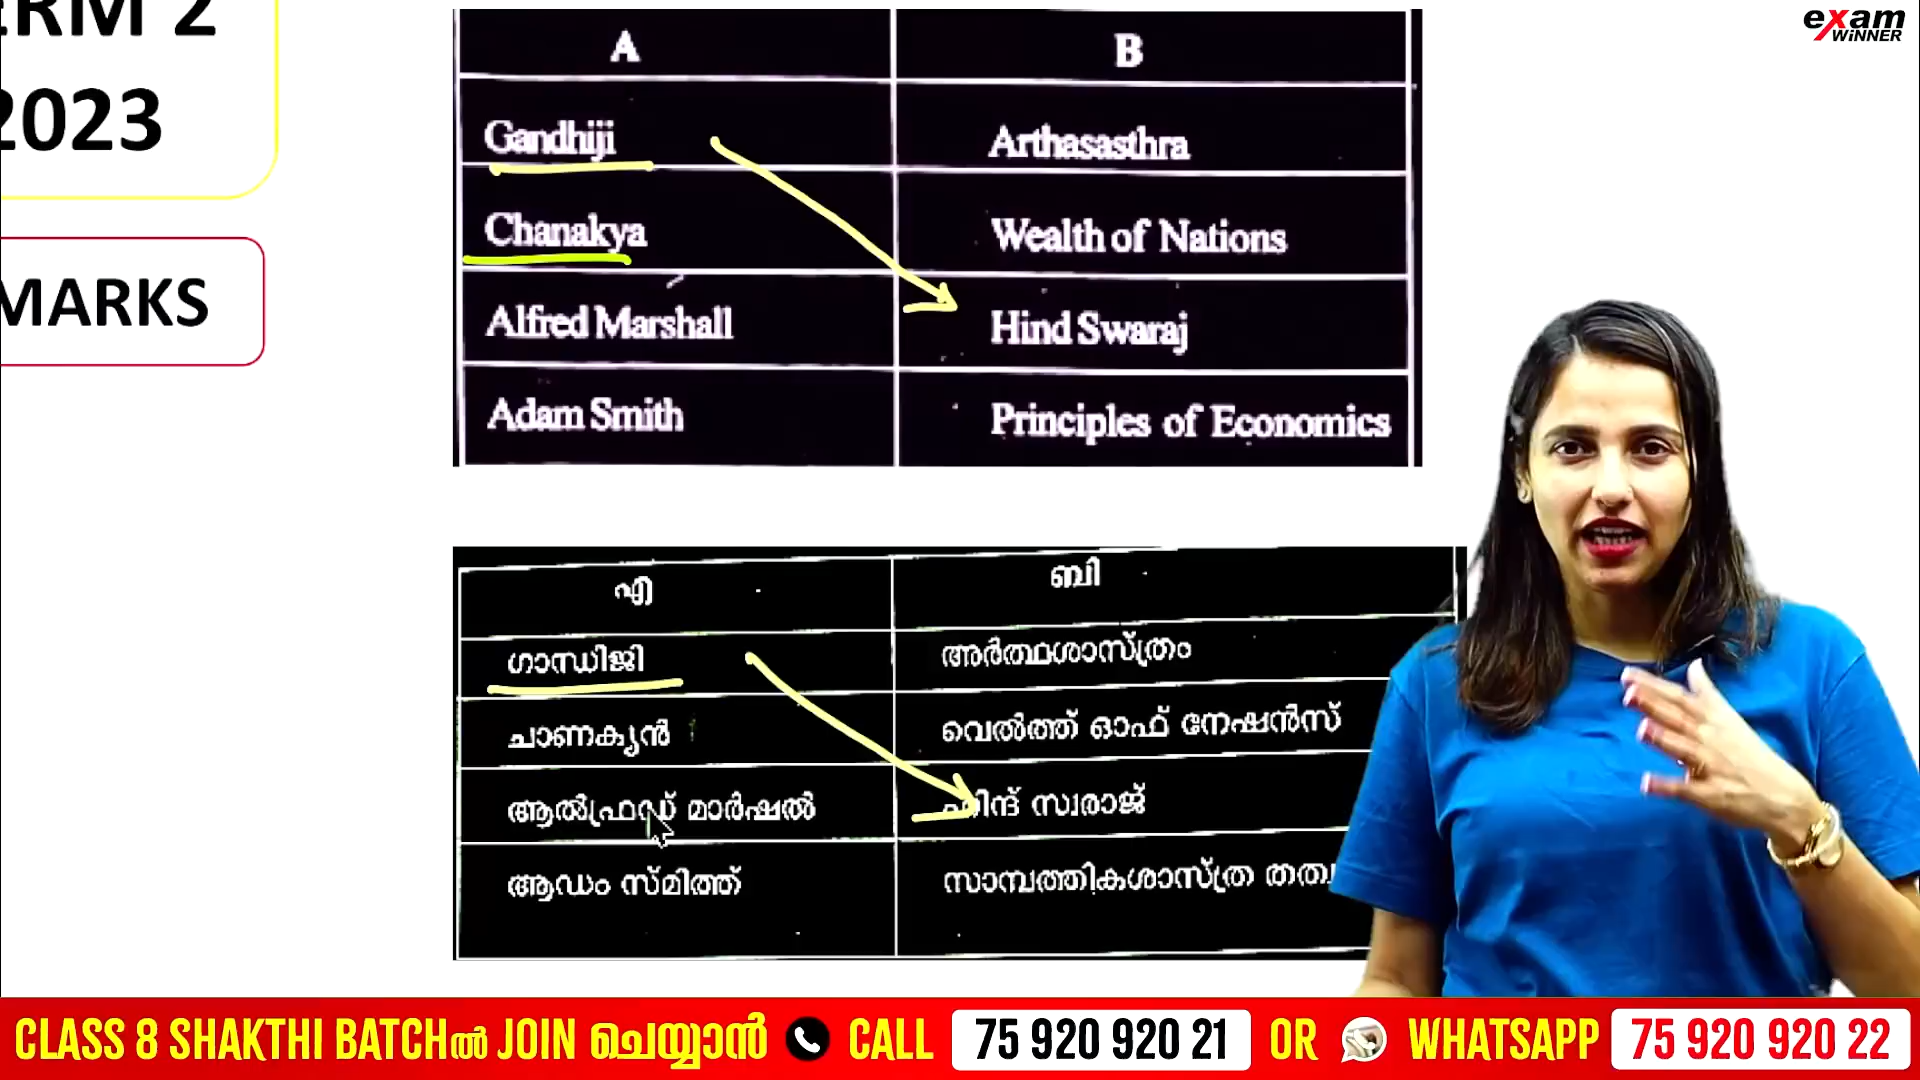 ERM 2
2023
MARKS
exam
WiNNER
A B
Gandhiji Arthasasthra
Chanakya Wealth of Nations
Alfred Marshall Hind Swaraj
Adam Smith Principles of Economics
എ ബി
ഗാന്ധിജി അർത്ഥശാസ്ത്രം
ചാണക്യൻ വെൽത്ത് ഓഫ് നേഷൻസ്
ആൽഫ്രഡ് മാർഷൽ ഹിന്ദ് സ്വരാജ്
ആഡം സ്മിത്ത് സാമ്പത്തികശാസ്ത്ര
CLASS 8 SHAKTHI BATCHൽ JOIN ചെയ്യാൻ CALL 75 920 920 21 OR WHATSAPP 75 920 920 22